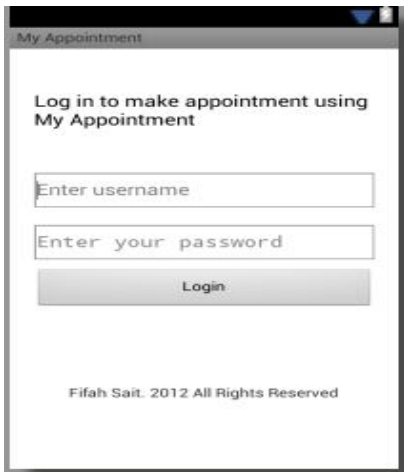 My Appointment
Log in to make appointment using
My Appointment
Enter username
Enter your password
Login
Fifah Sait. 2012 All Rights Reserved